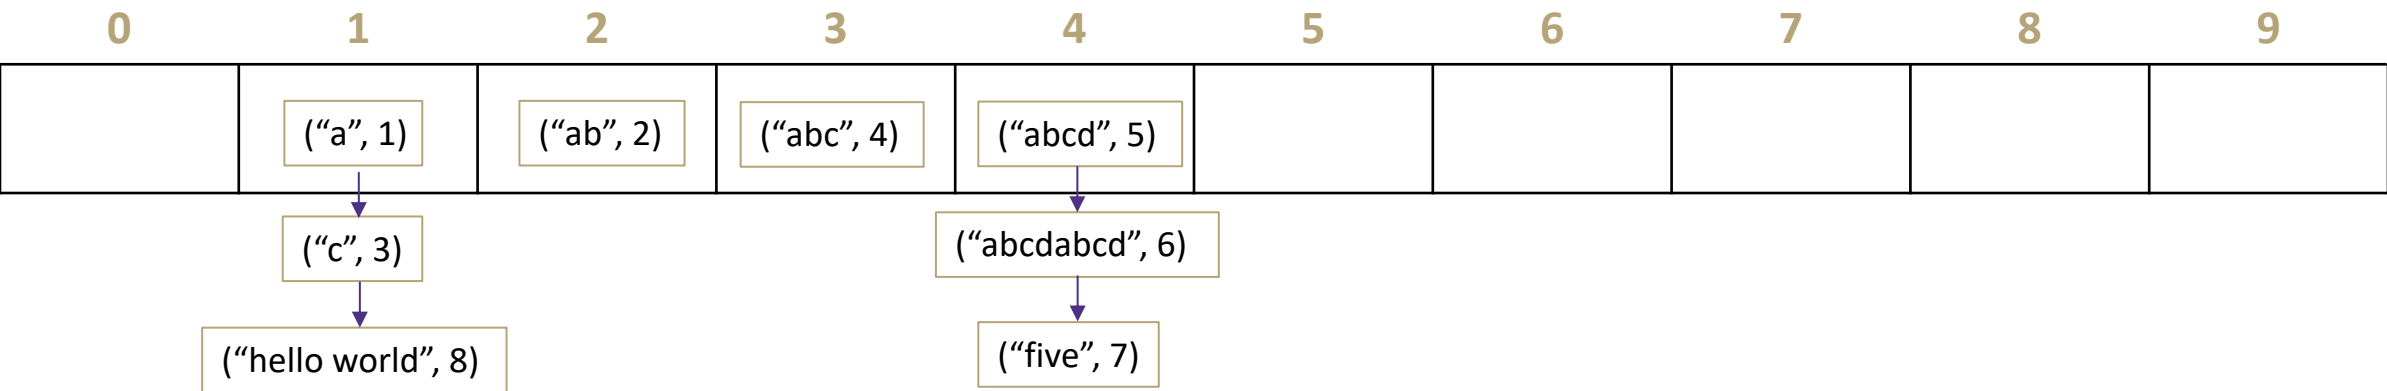 0 1 2 3 4 5 6 7 8 9
(“a”, 1) (“ab”, 2) (“abc”, 4) (“abcd”, 5)
(“c”, 3) (“abcdabcd”, 6)
(“hello world”, 8) (“five”, 7)